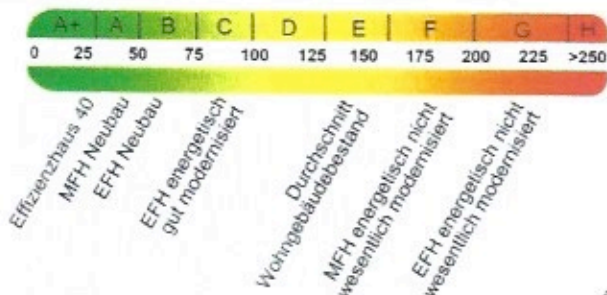 A+ A B C D E F G H
0 25 50 75 100 125 150 175 200 225 >250
Effizienzhaus 40
MFH Neubau
EFH Neubau
EFH energetisch
gut modernisiert
Durchschnitt
Wohngebäudebestand
MFH energetisch nicht
wesentlich modernisiert
EFH energetisch nicht
wesentlich modernisiert